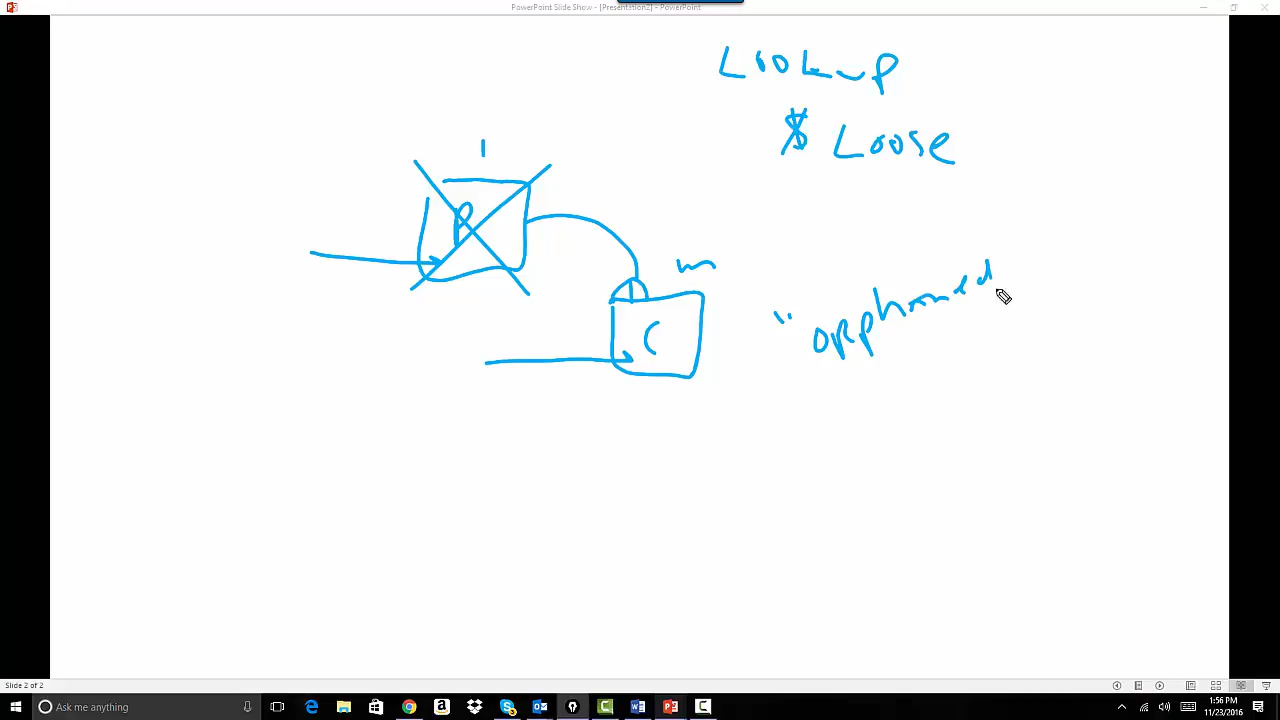 PowerPoint Slide Show - [Presentation2] - PowerPoint
Lookup
$ Loose
1
P
m
C
"orphaned
Slide 2 of 2
Ask me anything
1:56 PM
11/23/2016